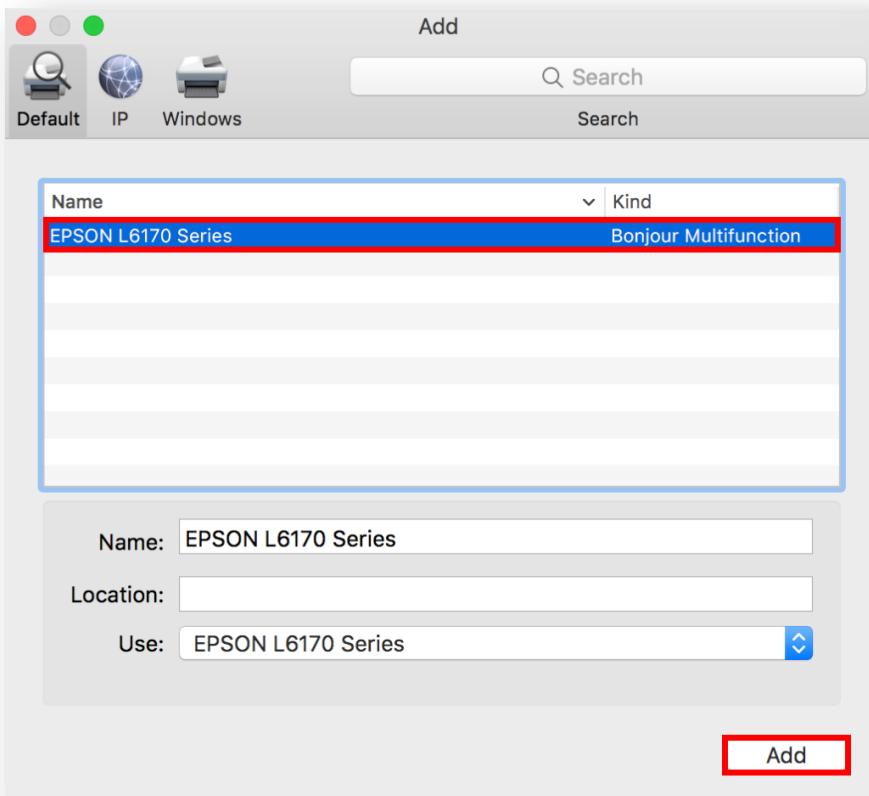 Add
Default IP Windows Search
Search
Name Kind
EPSON L6170 Series Bonjour Multifunction
Name: EPSON L6170 Series
Location:
Use: EPSON L6170 Series
Add